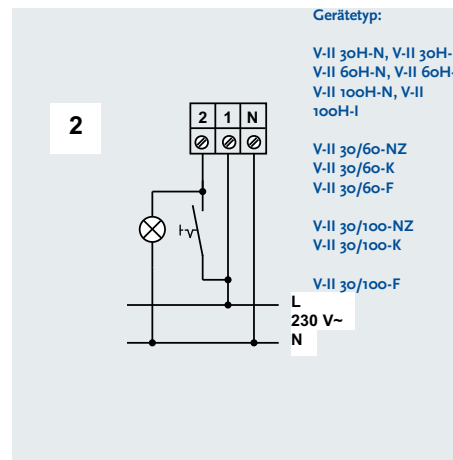 Gerätetyp:
V-II 30H-N, V-II 30H-
V-II 60H-N, V-II 60H-
V-II 100H-N, V-II
100H-I
V-II 30/60-NZ
V-II 30/60-K
V-II 30/60-F
V-II 30/100-NZ
V-II 30/100-K
V-II 30/100-F
2
2 1 N
L
230 V~
N